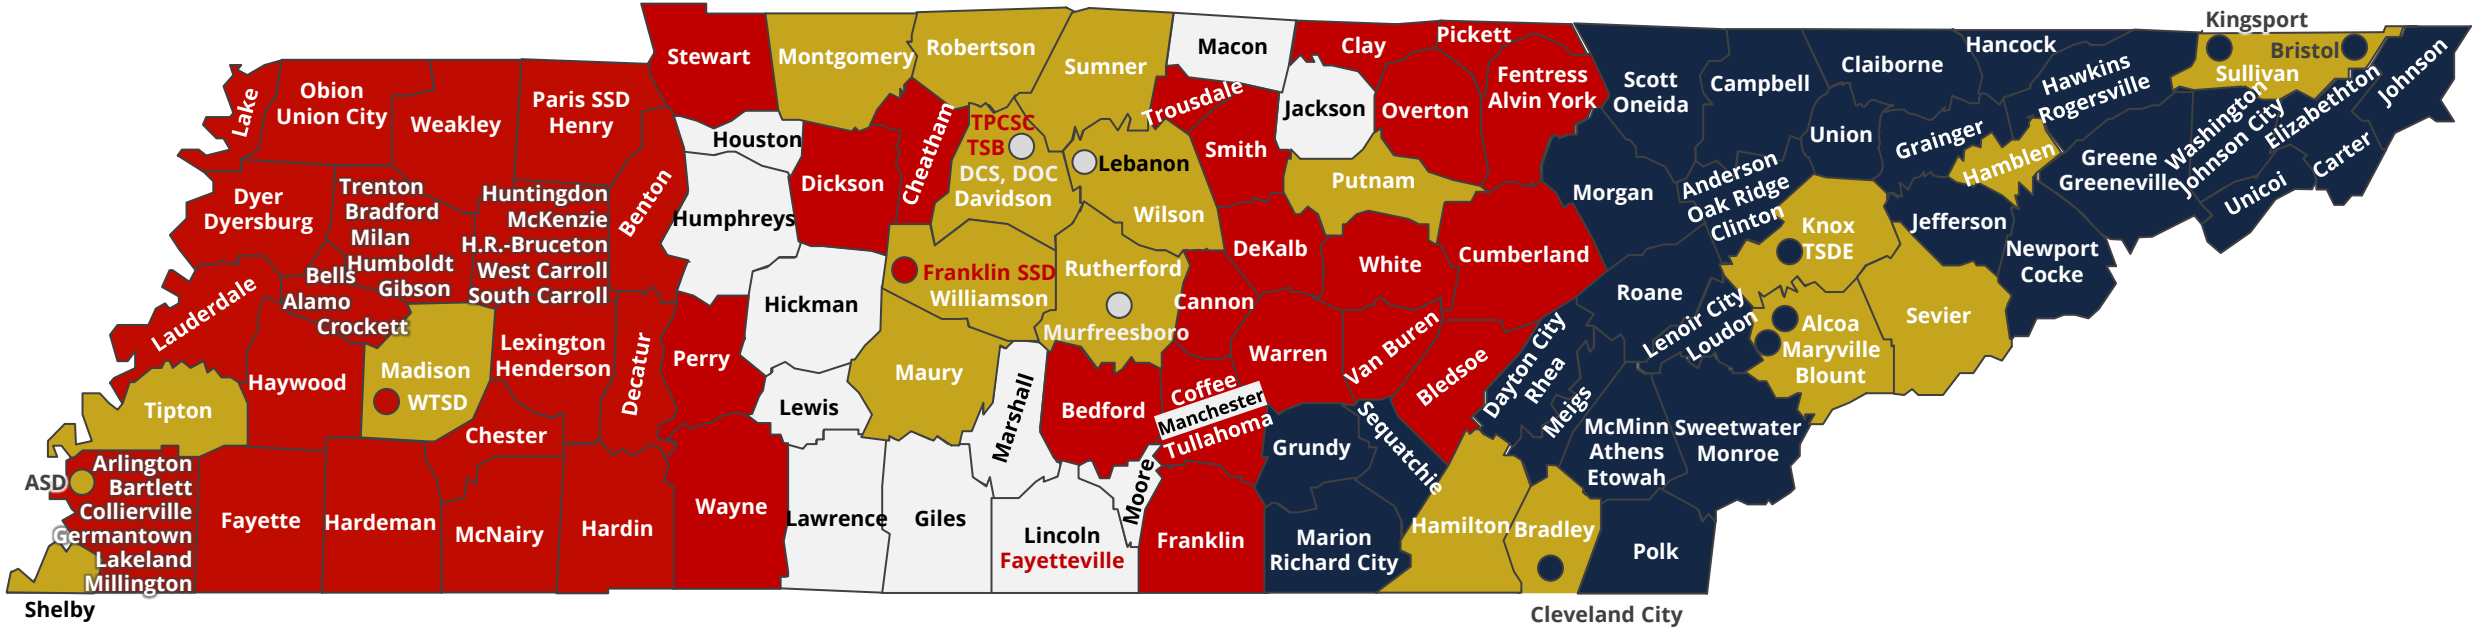 Kingsport
Bristol
Sullivan
Johnson
Stewart
Montgomery
Robertson
Sumner
Macon
Clay
Pickett
Fentress
Alvin York
Scott
Oneida
Campbell
Claiborne
Hancock
Hawkins
Rogersville
Washington
Johnson City
Elizabethton
Carter
Unicoi
Lake
Obion
Union City
Weakley
Paris SSD
Henry
Houston
Cheatham
TPCSC
TSB
DCS, DOC
Davidson
Lebanon
Wilson
Trousdale
Smith
Jackson
Overton
Putnam
Morgan
Anderson
Oak Ridge
Clinton
Union
Grainger
Hamblen
Greene
Greeneville
Jefferson
Newport
Cocke
Dyer
Dyersburg
Trenton
Bradford
Milan
Humboldt
Gibson
Huntingdon
McKenzie
H.R.-Bruceton
West Carroll
South Carroll
Benton
Humphreys
Dickson
Franklin SSD
Williamson
Rutherford
Murfreesboro
Cannon
DeKalb
White
Cumberland
Roane
Knox
TSDE
Lenoir City
Loudon
Alcoa
Maryville
Blount
Sevier
Lauderdale
Bells
Alamo
Crockett
Haywood
Madison
WTSD
Lexington
Henderson
Decatur
Perry
Hickman
Lewis
Maury
Marshall
Bedford
Coffee
Manchester
Tullahoma
Warren
Van Buren
Bledsoe
Sequatchie
Grundy
Dayton City
Rhea
Meigs
McMinn
Athens
Etowah
Sweetwater
Monroe
Tipton
Chester
ASD
Arlington
Bartlett
Collierville
Germantown
Lakeland
Millington
Shelby
Fayette
Hardeman
McNairy
Hardin
Wayne
Lawrence
Giles
Lincoln
Fayetteville
Moore
Franklin
Marion
Richard City
Hamilton
Bradley
Cleveland City
Polk